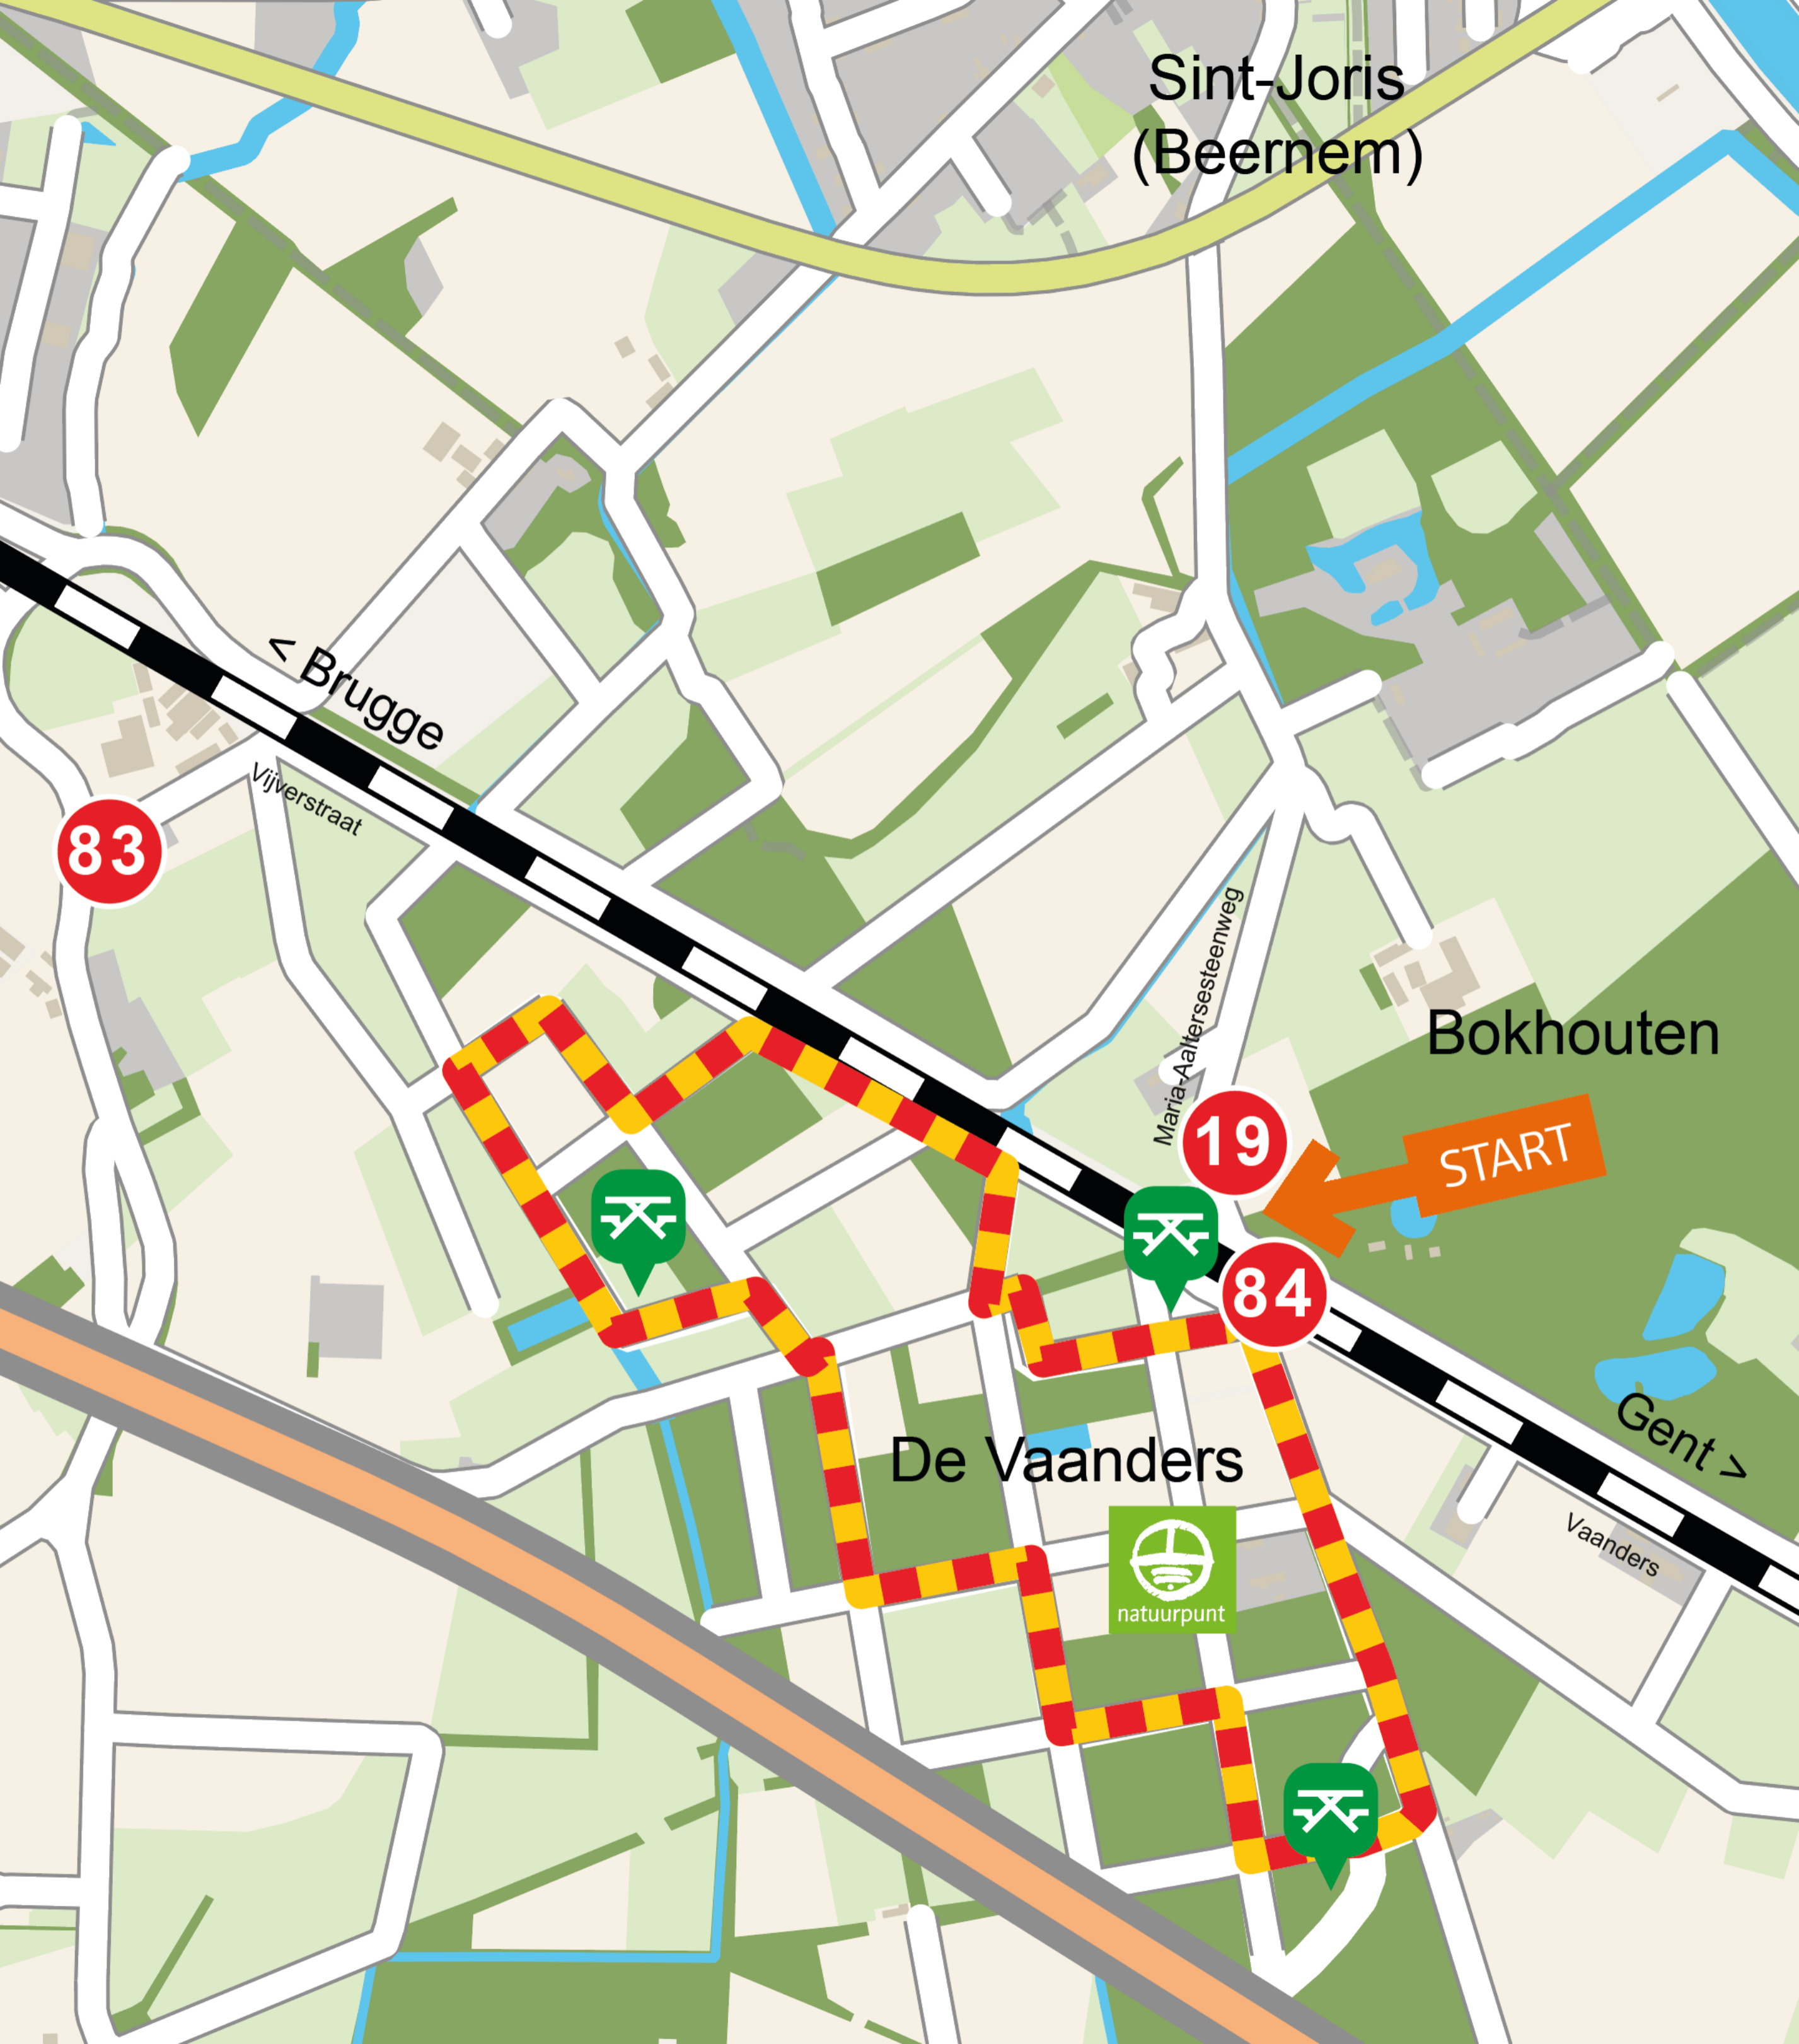 Sint-Joris
(Beernem)
< Brugge
Vijverstraat
83
Maria-Aaltersesteenweg
Bokhouten
19
START
84
Gent >
De Vaanders
Vaanders
natuurpunt